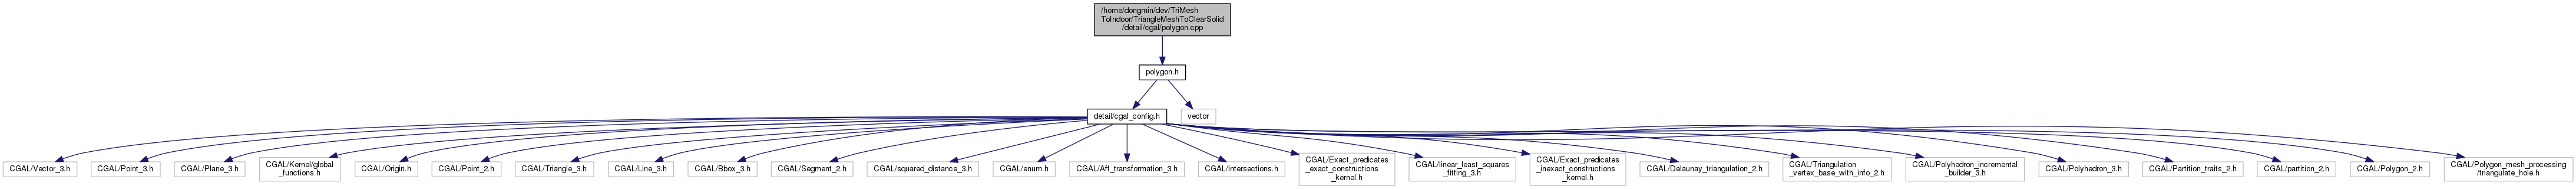 /home/dongmin/dev/TriMesh
ToIndoor/TriangleMeshToClearSolid
/detail/cgal/polygon.cpp
polygon.h
detail/cgal_config.h
vector
CGAL/Vector_3.h
CGAL/Point_3.h
CGAL/Plane_3.h
CGAL/Kernel/global
_functions.h
CGAL/Origin.h
CGAL/Point_2.h
CGAL/Triangle_3.h
CGAL/Line_3.h
CGAL/Bbox_3.h
CGAL/Segment_2.h
CGAL/squared_distance_3.h
CGAL/enum.h
CGAL/Aff_transformation_3.h
CGAL/intersections.h
CGAL/Exact_predicates
_exact_constructions
_kernel.h
CGAL/linear_least_squares
_fitting_3.h
CGAL/Exact_predicates
_inexact_constructions
_kernel.h
CGAL/Delaunay_triangulation_2.h
CGAL/Triangulation
_vertex_base_with_info_2.h
CGAL/Polyhedron_incremental
_builder_3.h
CGAL/Polyhedron_3.h
CGAL/Partition_traits_2.h
CGAL/partition_2.h
CGAL/Polygon_2.h
CGAL/Polygon_mesh_processing
/triangulate_hole.h